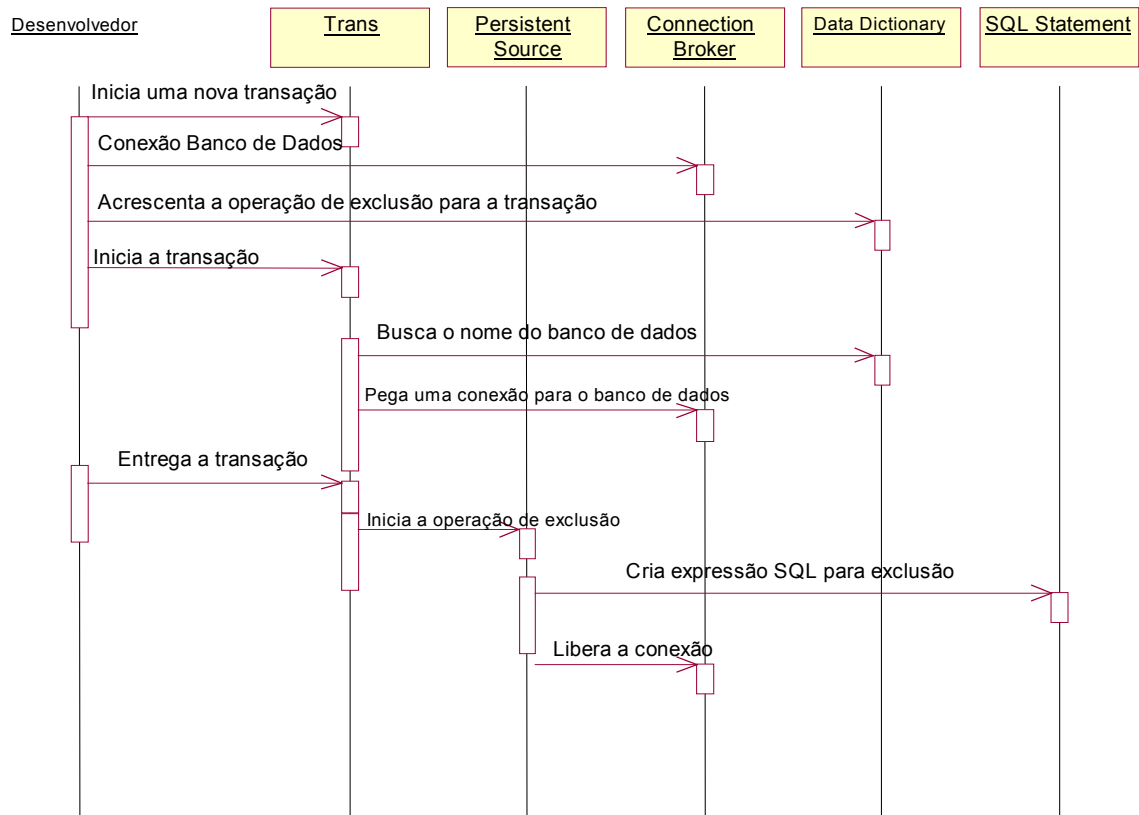 Desenvolvedor
Trans
Persistent
Source
Connection
Broker
Data Dictionary
SQL Statement
Inicia uma nova transação
Conexão Banco de Dados
Acrescenta a operação de exclusão para a transação
Inicia a transação
Busca o nome do banco de dados
Pega uma conexão para o banco de dados
Entrega a transação
Inicia a operação de exclusão
Cria expressão SQL para exclusão
Libera a conexão